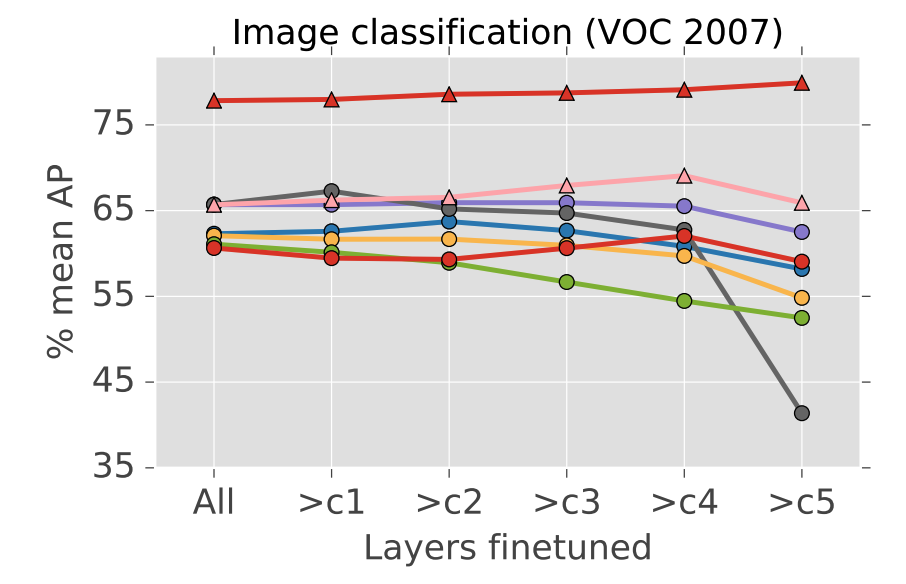 Image classification (VOC 2007)
75
65
55
45
35
% mean AP
All >c1 >c2 >c3 >c4 >c5
Layers finetuned